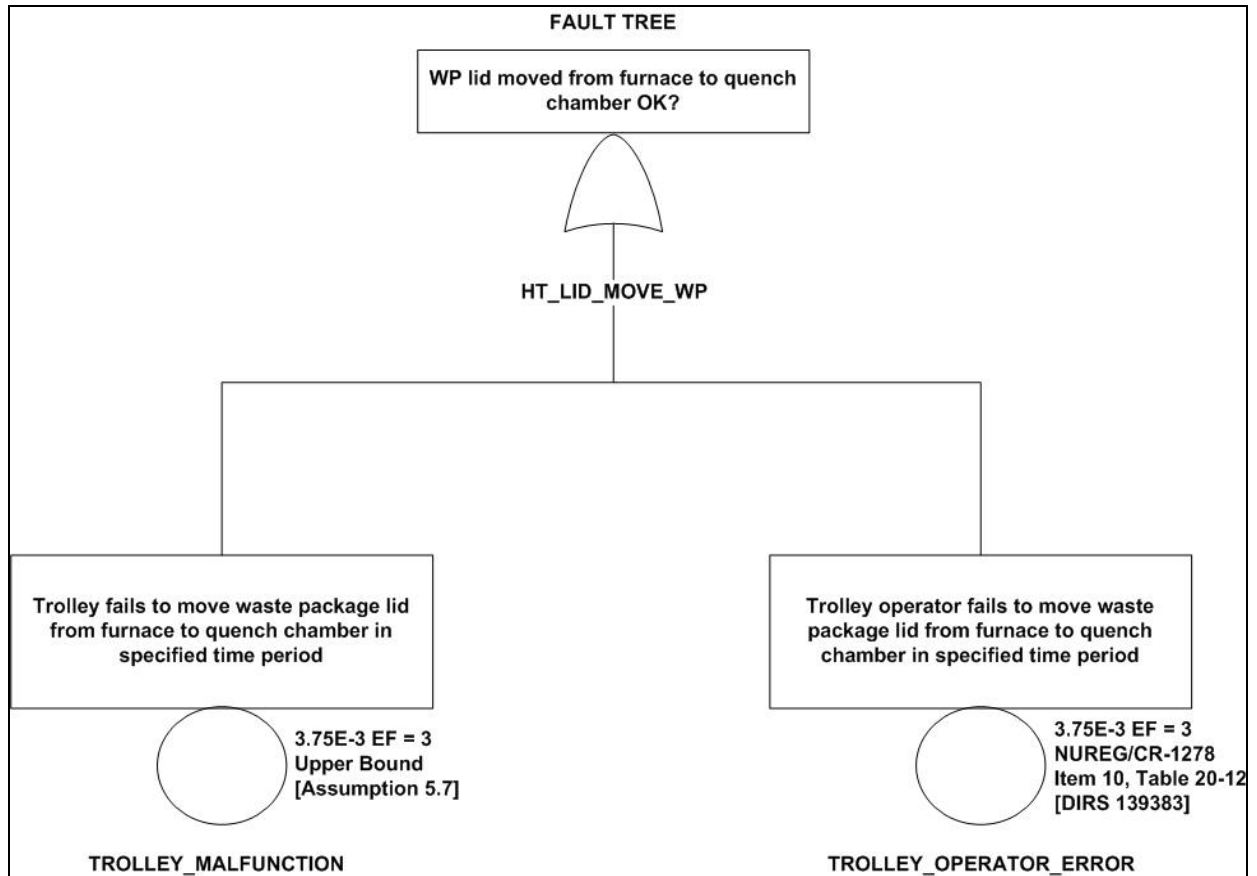 FAULT TREE
WP lid moved from furnace to quench
chamber OK?
HT_LID_MOVE_WP
Trolley fails to move waste package lid
from furnace to quench chamber in
specified time period
3.75E-3 EF = 3
Upper Bound
[Assumption 5.7]
TROLLEY_MALFUNCTION
Trolley operator fails to move waste
package lid from furnace to quench
chamber in specified time period
3.75E-3 EF = 3
NUREG/CR-1278
Item 10, Table 20-12
[DIRS 139383]
TROLLEY_OPERATOR_ERROR